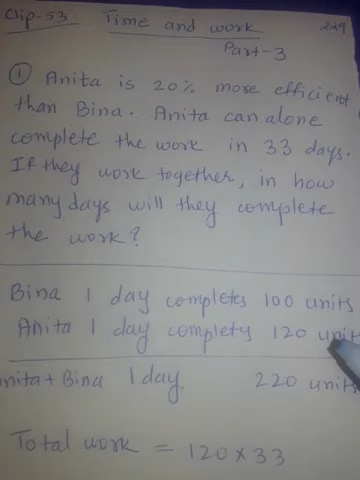 Clip-53 Time and work 229
Part-3
① Anita is 20% more efficient
than Bina. Anita can alone
complete the work in 33 days.
If they work together, in how
many days will they complete
the work?
Bina 1 day completes 100 units
Anita 1 day completes 120 unit
nita + Bina 1 day. 220 units
Total work = 120 × 33